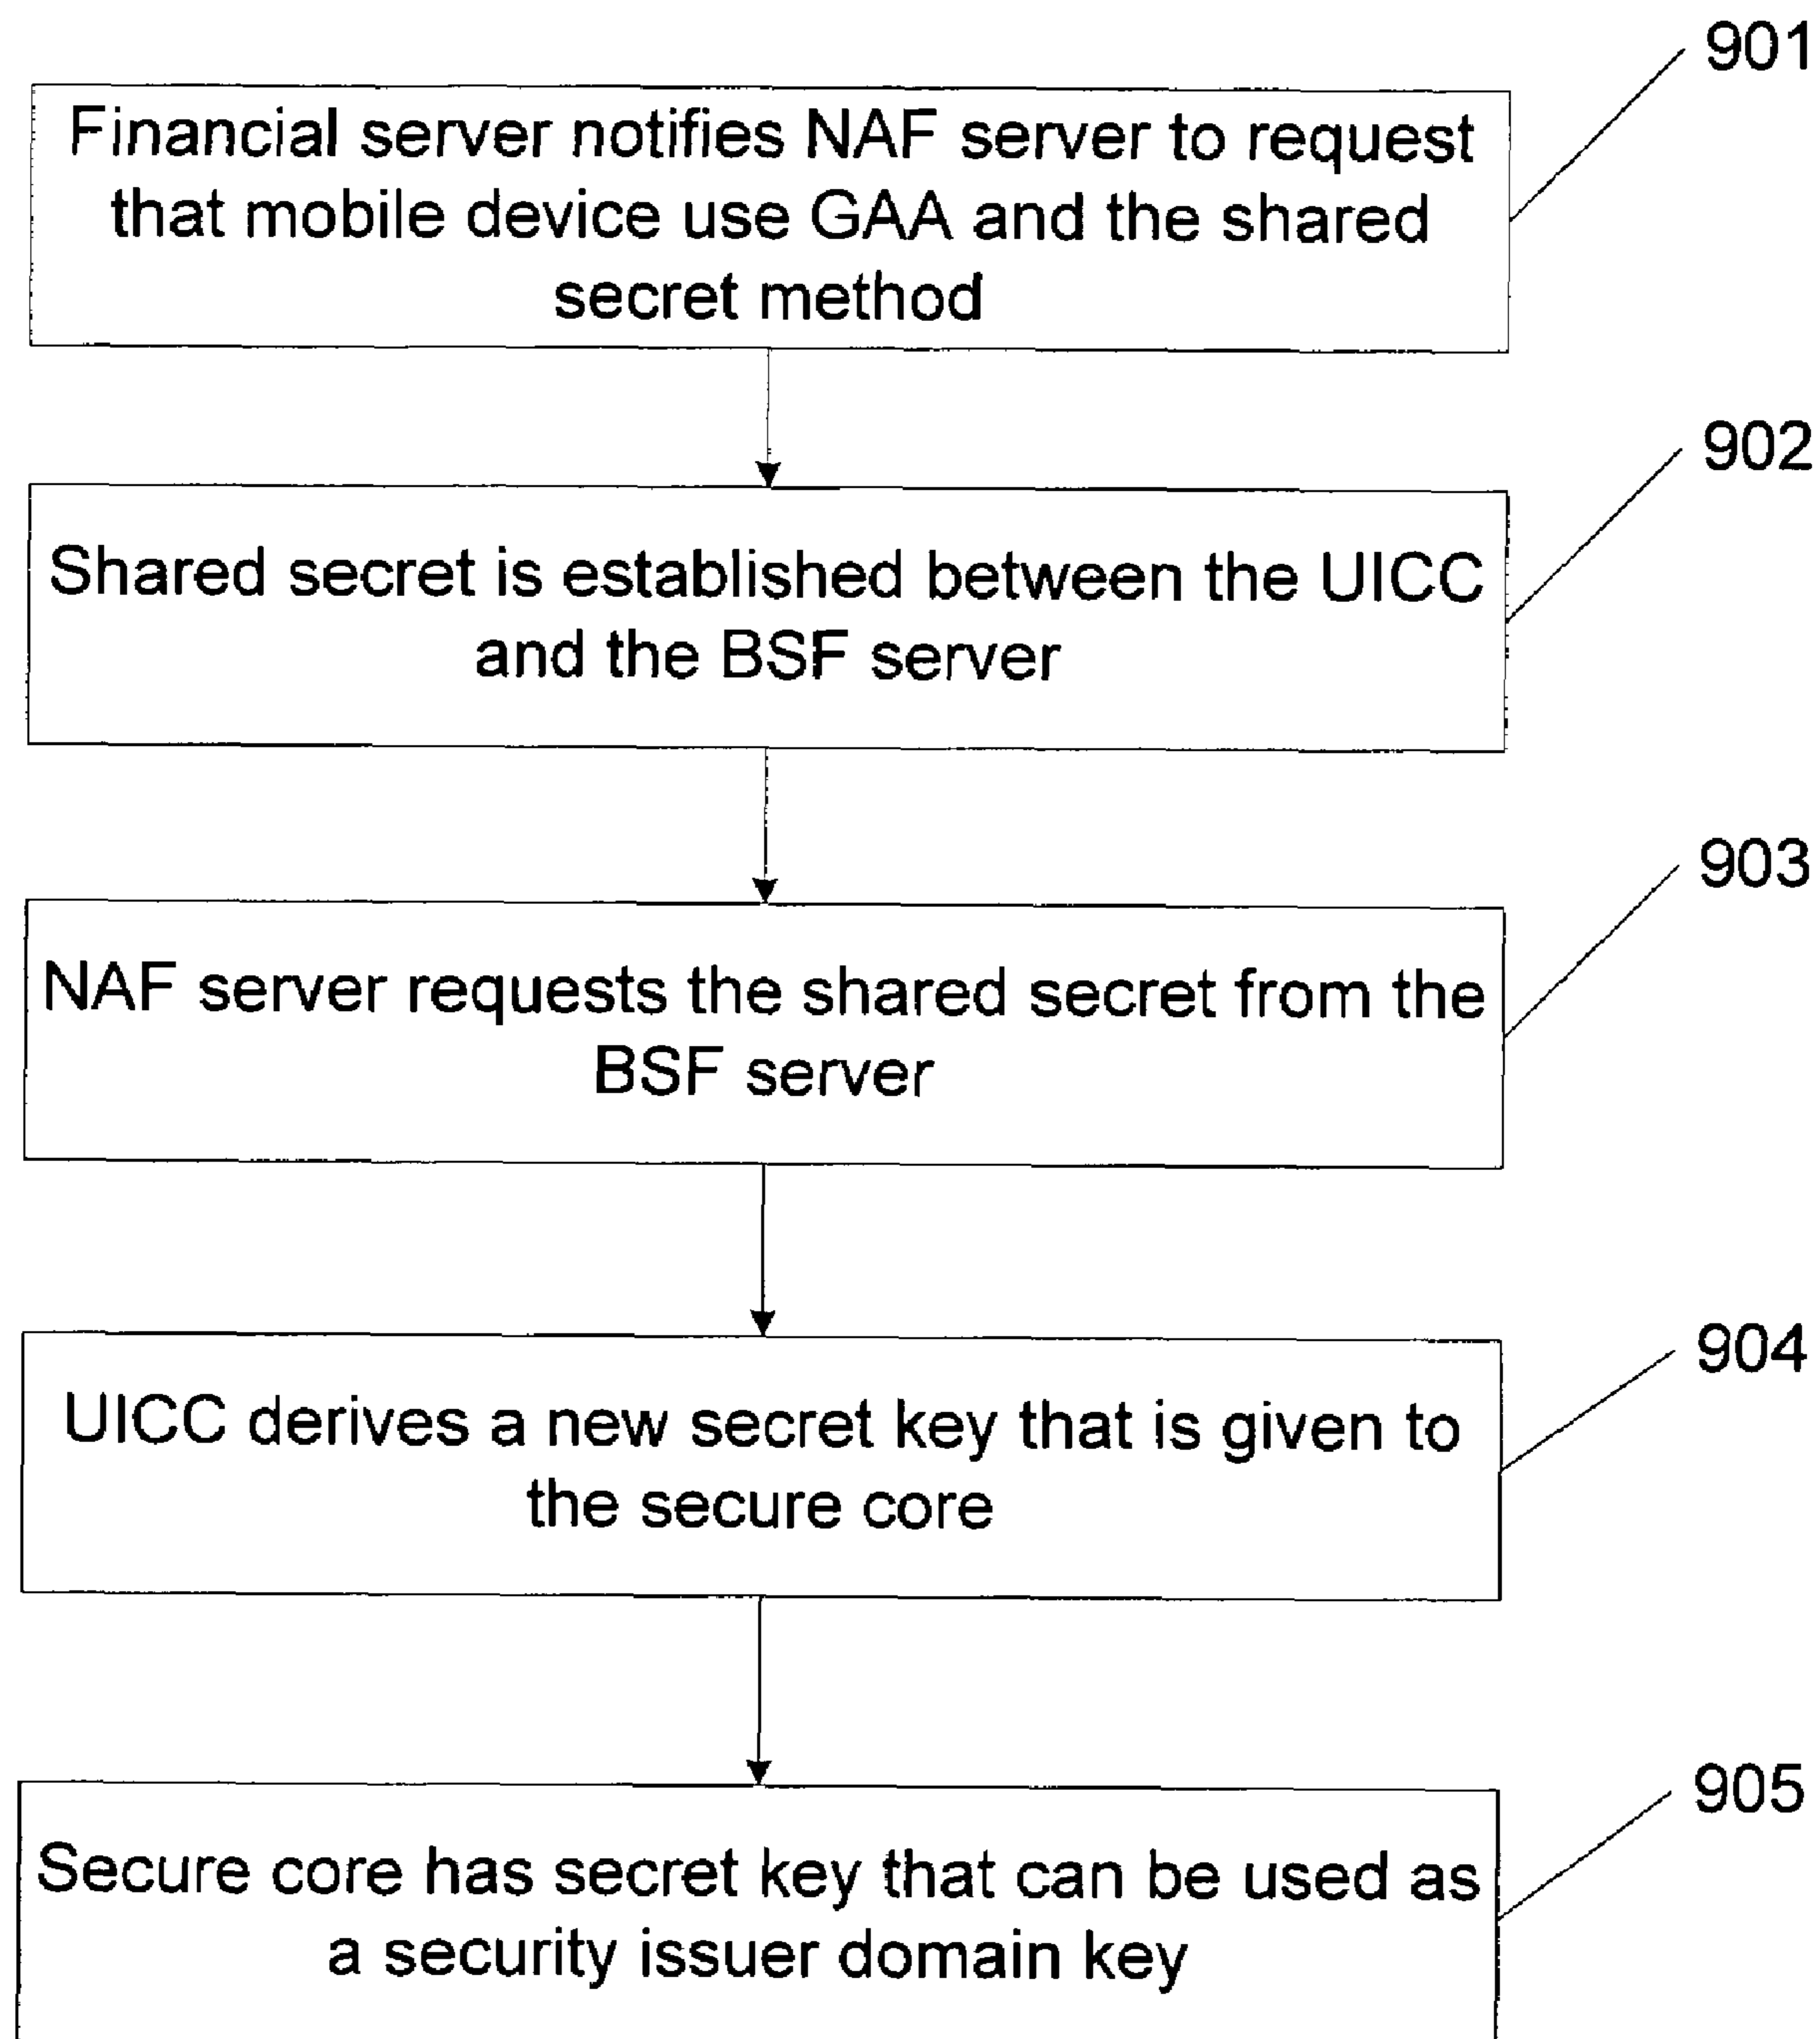 901
Financial server notifies NAF server to request
that mobile device use GAA and the shared
secret method
902
Shared secret is established between the UICC
and the BSF server
903
NAF server requests the shared secret from the
BSF server
904
UICC derives a new secret key that is given to
the secure core
905
Secure core has secret key that can be used as
a security issuer domain key